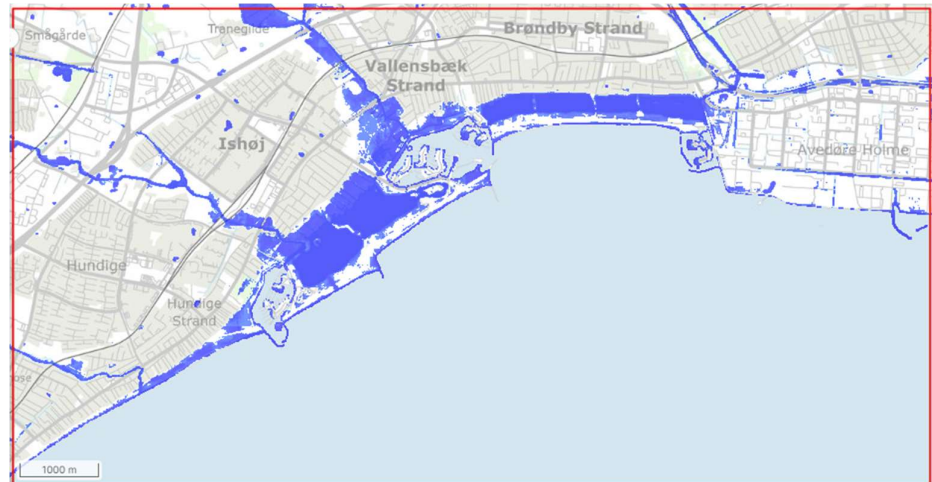 Smågårde
Tranegilde
Brøndby Strand
Vallensbæk
Strand
Ishøj
Avedøre Holme
Hundige
Hundige
Strand
1000 m